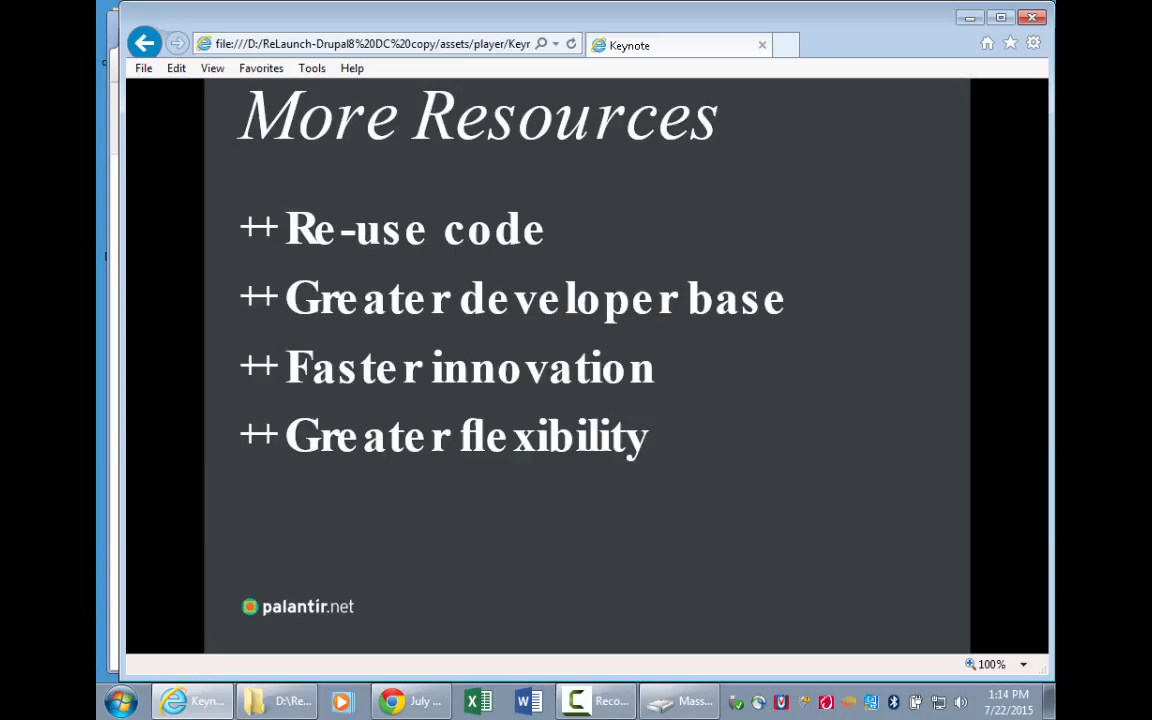 file:///D:/ReLaunch-Drupal8%20DC%20copy/assets/player/Keyr
Keynote
File Edit View Favorites Tools Help
More Resources
++ Re-use code
++ Greater developer base
++ Faster innovation
++ Greater flexibility
palantir.net
100%
Keyn...
D:\Re...
July ...
Reco...
Mass...
1:14 PM
7/22/2015